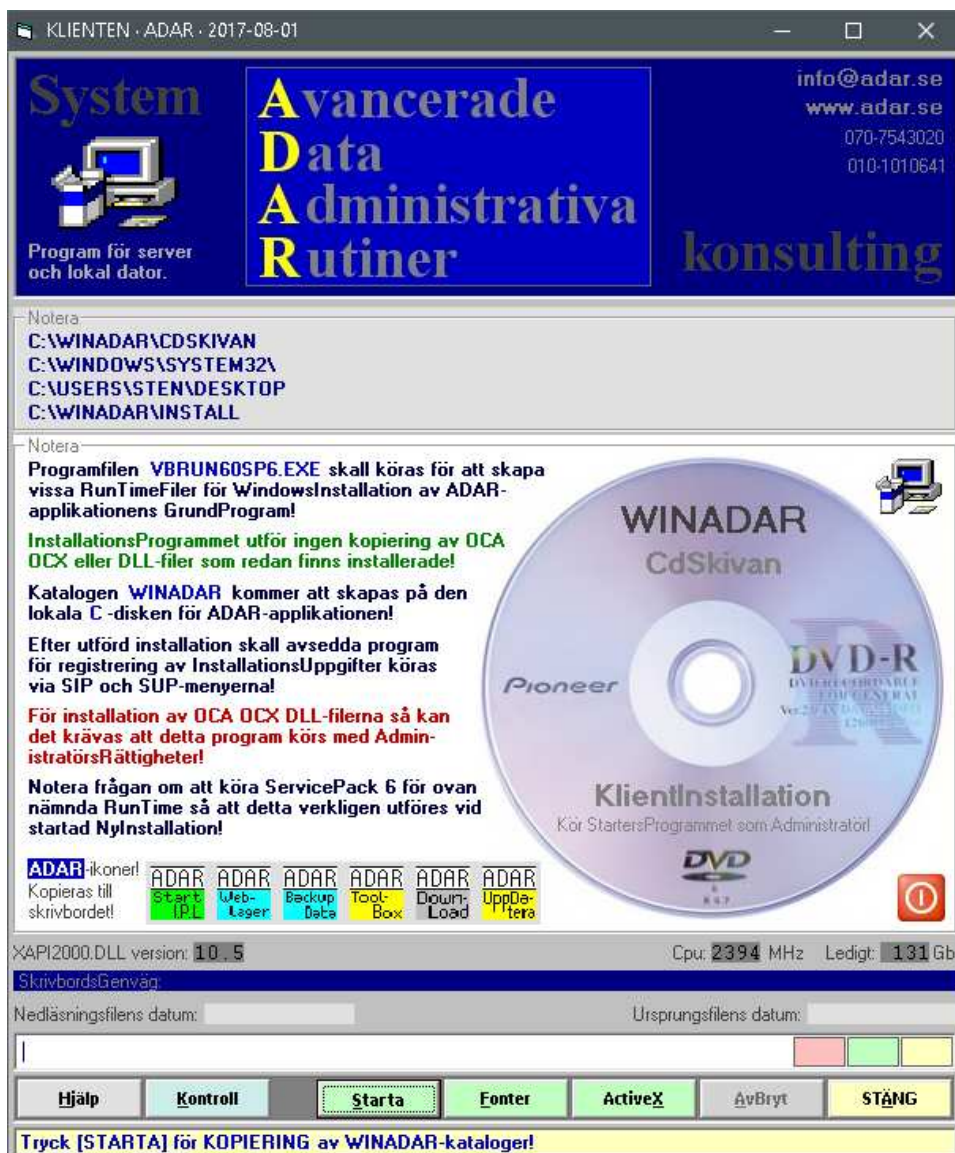 KLIENTEN · ADAR · 2017-08-01
System
Avancerade
Data
Administrativa
Rutiner
info@adar.se
www.adar.se
070-7543020
010-1010641
Program för server
och lokal dator.
konsulting
Notera
C:\WINADAR\CDSKIVAN
C:\WINDOWS\SYSTEM32\
C:\USERS\STEN\DESKTOP
C:\WINADAR\INSTALL
Notera
Programfilen VBRUN60SP6.EXE skall köras för att skapa
vissa RunTimeFiler för WindowsInstallation av ADAR-
applikationens GrundProgram!
InstallationsProgrammet utför ingen kopiering av OCA
OCX eller DLL-filer som redan finns installerade!
Katalogen WINADAR kommer att skapas på den
lokala C -disken för ADAR-applikationen!
Efter utförd installation skall avsedda program
för registrering av InstallationsUppgifter köras
via SIP och SUP-menyerna!
För installation av OCA OCX DLL-filerna så kan
det krävas att detta program körs med Admin-
istratörsRättigheter!
Notera frågan om att köra ServicePack 6 för ovan
nämnda RunTime så att detta verkligen utföres vid
startad NyInstallation!
WINADAR
CdSkivan
Pioneer
R
DVD-R
DVD RECORDABLE
FOR GENERAL
KlientInstallation
Kör StartersProgrammet som Administratör!
DVD
ADAR-ikoner!
Kopieras till
skrivbordet!
ADAR Start I.P.L
ADAR Web-Lager
ADAR Backup Data
ADAR Tool-Box
ADAR Down-Load
ADAR UppDa-tera
XAPI2000.DLL version: 10.5
Cpu: 2394 MHz Ledigt: 131 Gb
SkrivbordsGenväg:
Nedläsningsfilens datum:
Ursprungsfilens datum:
Hjälp
Kontroll
Starta
Fonter
ActiveX
AvBryt
STÄNG
Tryck [STARTA] för KOPIERING av WINADAR-kataloger!